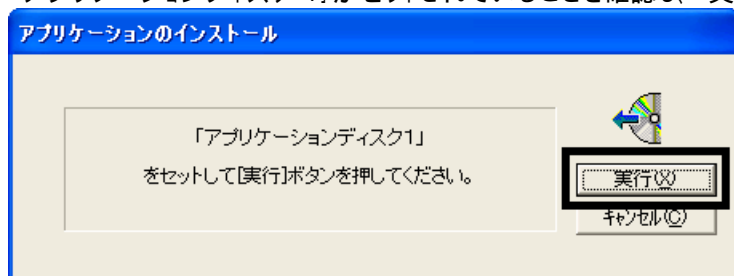 アプリケーションのインストール
「アプリケーションディスク1」
をセットして[実行]ボタンを押してください。
実行(X)
キャンセル(C)